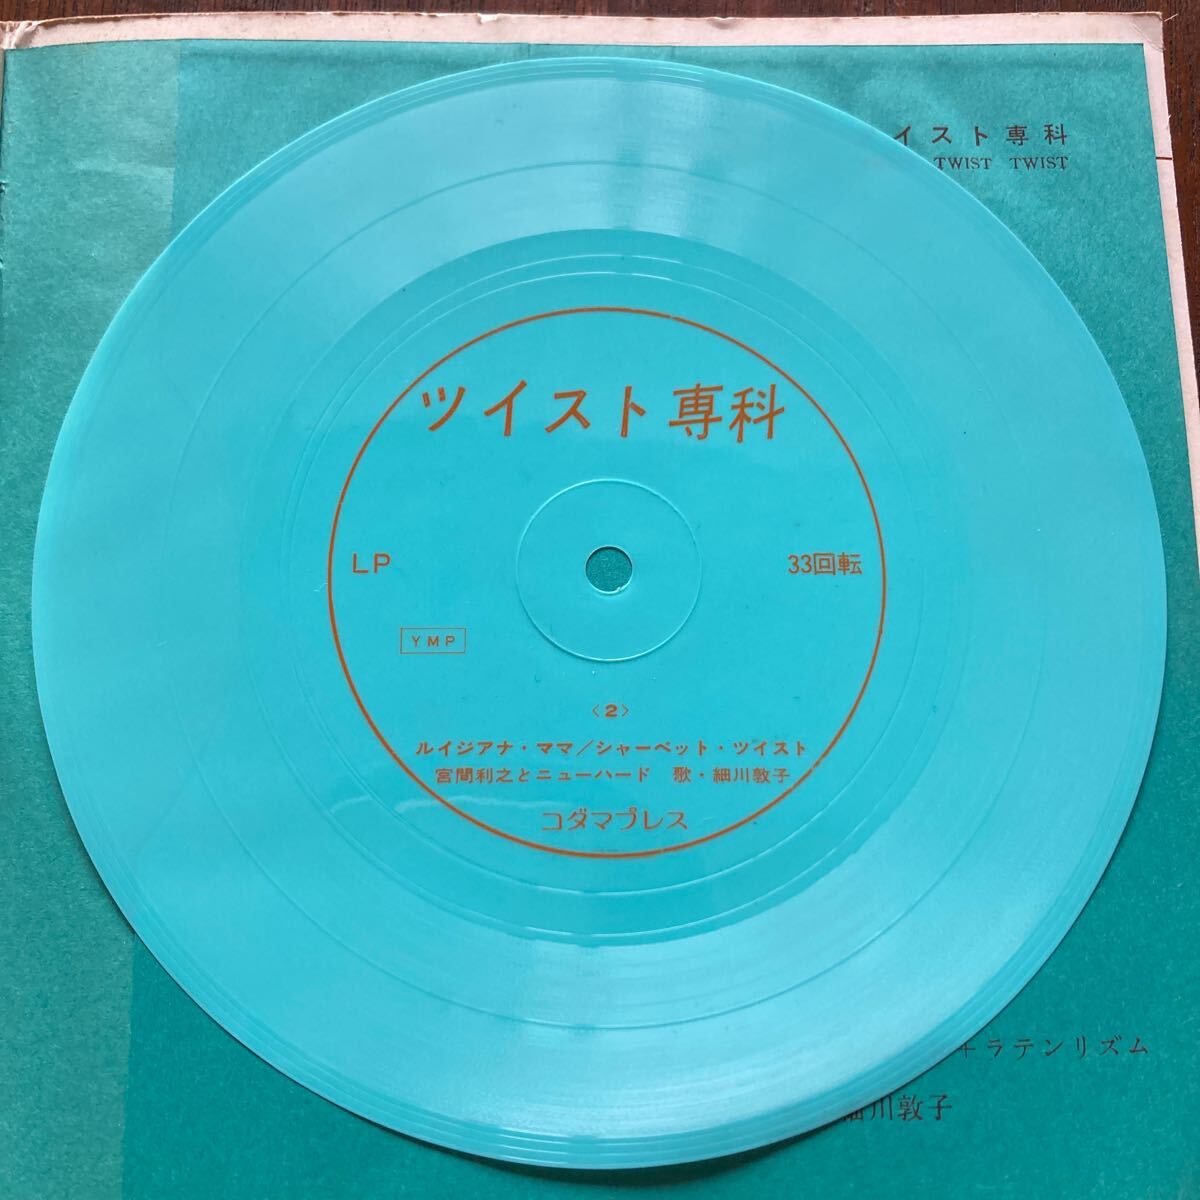 イスト専科
TWIST TWIST
ツイスト専科
LP
33回転
YMP
〈2〉
ルイジアナ・ママ／シャーベット・ツイスト
宮間利之とニューハード 歌・細川敦子
コダマプレス
+ラテンリズム
細川敦子